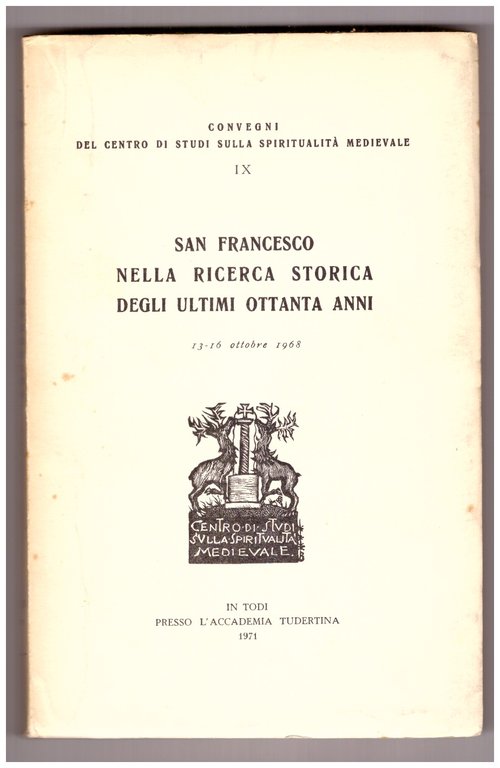 CONVEGNI
DEL CENTRO DI STUDI SULLA SPIRITUALITÀ MEDIEVALE
IX
SAN FRANCESCO
NELLA RICERCA STORICA
DEGLI ULTIMI OTTANTA ANNI
13-16 ottobre 1968
CENTRO·DI·STVDI
SVLLA·SPIRITVALITÀ
MEDIEVALE
IN TODI
PRESSO L'ACCADEMIA TUDERTINA
1971